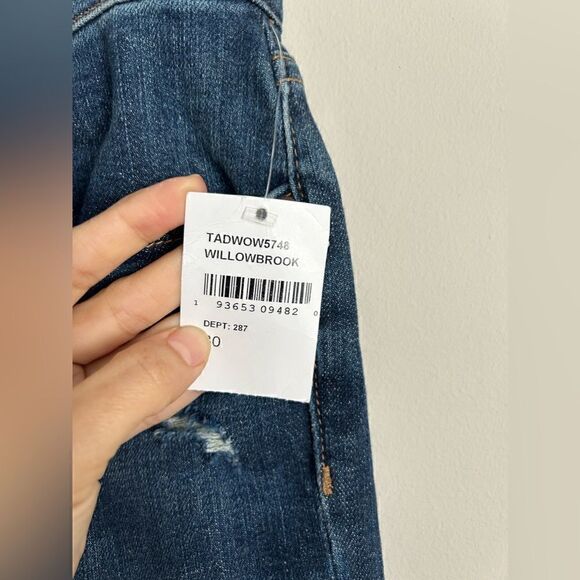 TADWOW5748
WILLOWBROOK
1 93653 09482 0
DEPT: 287